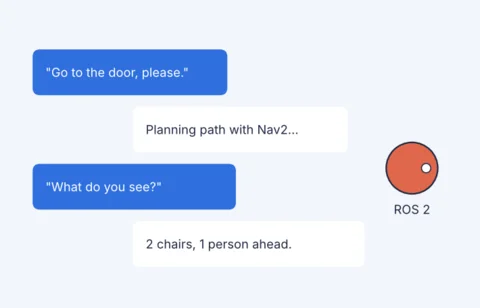 "Go to the door, please."
Planning path with Nav2...
"What do you see?"
ROS 2
2 chairs, 1 person ahead.